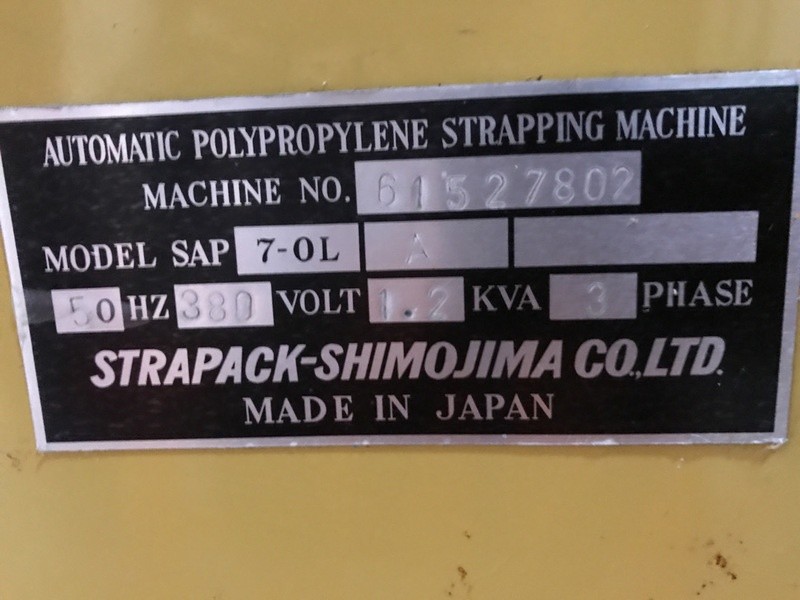 AUTOMATIC POLYPROPYLENE STRAPPING MACHINE
MACHINE NO. 61527802
MODEL SAP 7-OL A
50 HZ 380 VOLT 1.2 KVA 3 PHASE
STRAPACK-SHIMOJIMA CO.,LTD.
MADE IN JAPAN